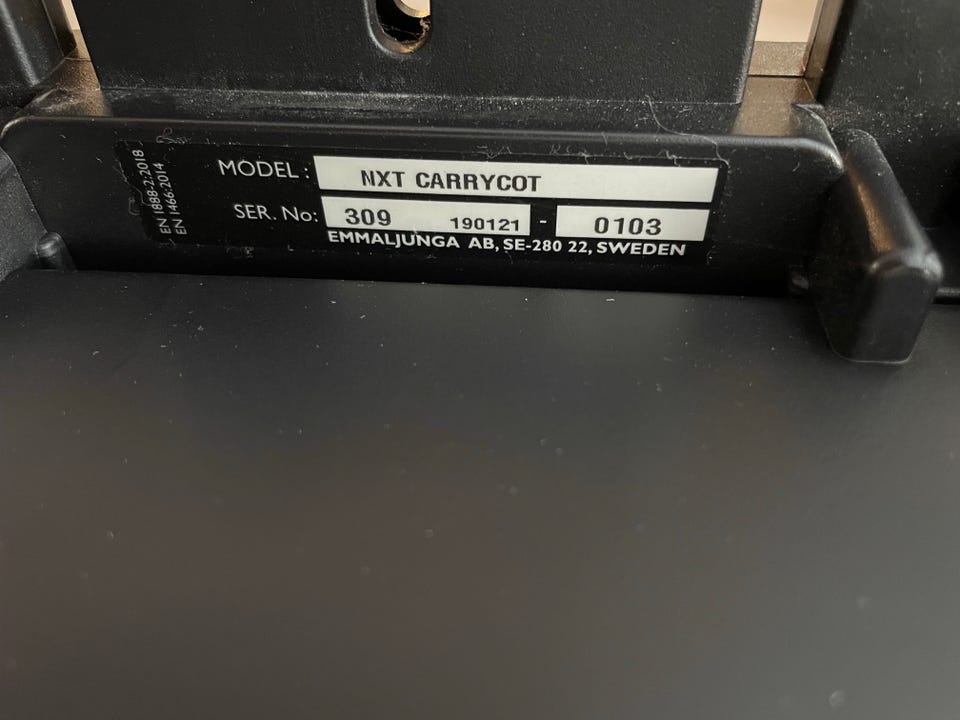 MODEL: NXT CARRYCOT
SER. No: 309 190121 - 0103
EMMALJUNGA AB, SE-280 22, SWEDEN
EN 1888-2:2018
EN 1466:2014